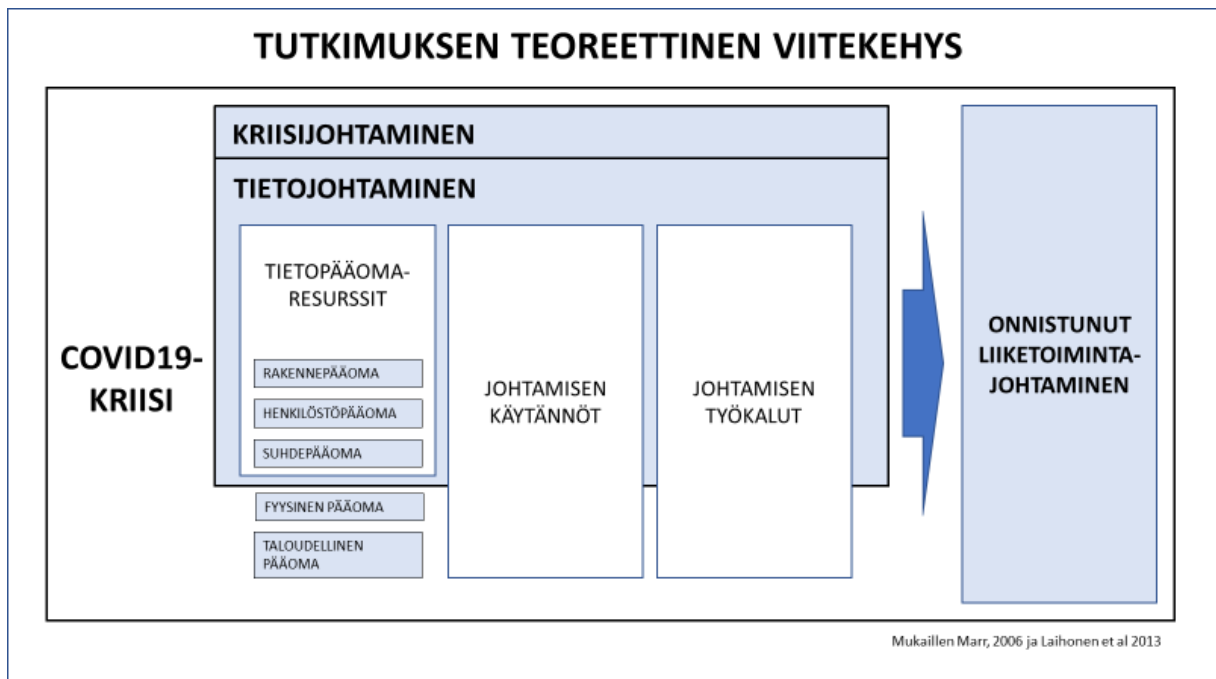 TUTKIMUKSEN TEOREETTINEN VIITEKEHYS
COVID19-
KRIISI
KRIISIJOHTAMINEN
TIETOJOHTAMINEN
TIETOPÄÄOMA-
RESURSSIT
RAKENNEPÄÄOMA
HENKILÖSTÖPÄÄOMA
SUHDEPÄÄOMA
FYYSINEN PÄÄOMA
TALOUDELLINEN
PÄÄOMA
JOHTAMISEN
KÄYTÄNNÖT
JOHTAMISEN
TYÖKALUT
ONNISTUNUT
LIIKETOIMINTA-
JOHTAMINEN
Mukaillen Marr, 2006 ja Laihonen et al 2013